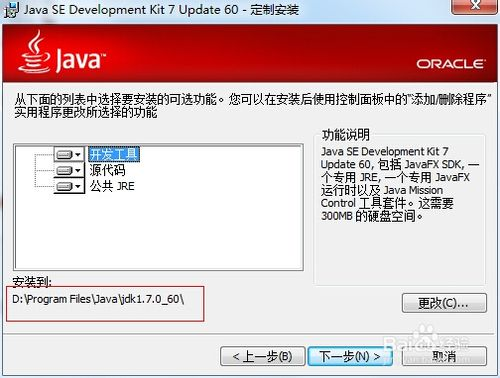 Java SE Development Kit 7 Update 60 - 定制安装
Java™
ORACLE
从下面的列表中选择要安装的可选功能。您可以在安装后使用控制面板中的“添加/删除程序”
实用程序更改所选择的功能
开发工具
源代码
公共 JRE
功能说明
Java SE Development Kit 7
Update 60, 包括 JavaFX SDK, 一
个专用 JRE, 一个专用 JavaFX
运行时以及 Java Mission
Control 工具套件。这需要
300MB 的硬盘空间。
安装到:
D:\Program Files\Java\jdk1.7.0_60\
更改(C)...
< 上一步(B)
下一步(N) >
取消
Baidu 经验